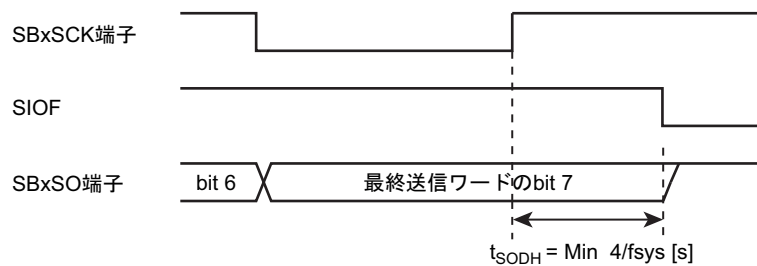 SBxSCK端子
SIOF
SBxSO端子
bit 6
最終送信ワードのbit 7
tSODH = Min 4/fsys [s]